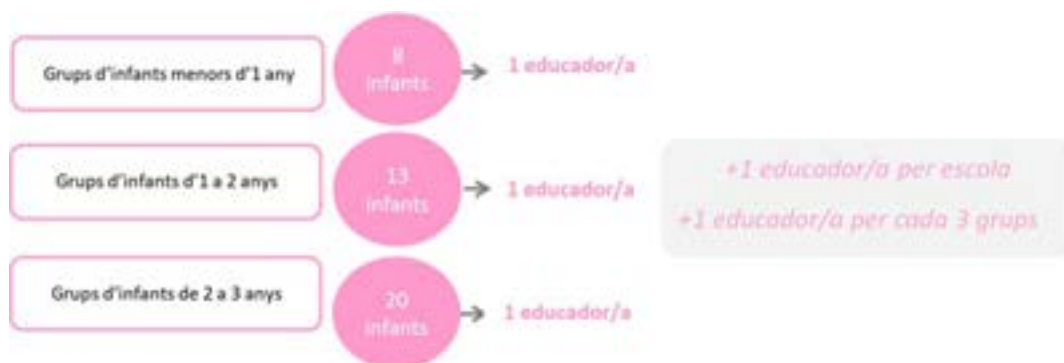 Grups d'infants menors d'1 any
8
infants
1 educador/a
Grups d'infants d'1 a 2 anys
13
infants
1 educador/a
+1 educador/a per escola
+1 educador/a per cada 3 grups
Grups d'infants de 2 a 3 anys
20
infants
1 educador/a